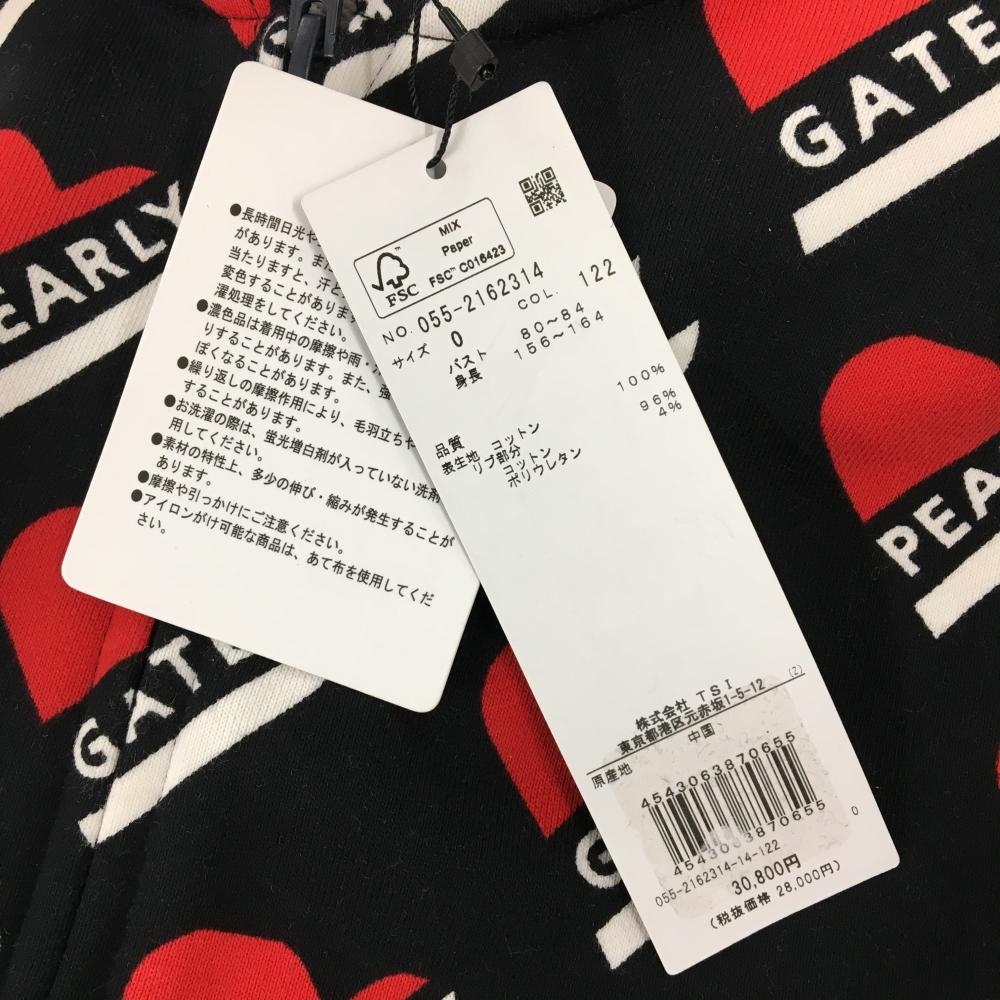 GATE
EARLY
●長時間日光や
があります。また
当たりますと、汗と
変色することがありま
濯処理をしてください。
●濃色品は着用中の摩擦や雨・
りすることがあります。また、強
ぽくなることがあります。
●繰り返しの摩擦作用により、毛羽立ちや
することがあります。
●お洗濯の際は、蛍光増白剤が入っていない洗剤
用してください。
●素材の特性上、多少の伸び・縮みが発生することが
あります。
●摩擦や引っかけにご注意ください。
●アイロンがけ可能な商品は、あて布を使用してくだ
さい。
FSC™
MIX
Paper
FSC™ C016423
NO. 055-2162314 COL. 122
サイズ 0
バスト 80～84
身長 156～164
品質
表生地 コットン 100%
リブ部分
コットン 96%
ポリウレタン 4%
株式会社 TSI (Z)
東京都港区元赤坂1-5-12
原産地 中国
4543063870655
4543063870655 0
055-2162314-14-122
30,800円
(税抜価格 28,000円)
PEA
GATE
G